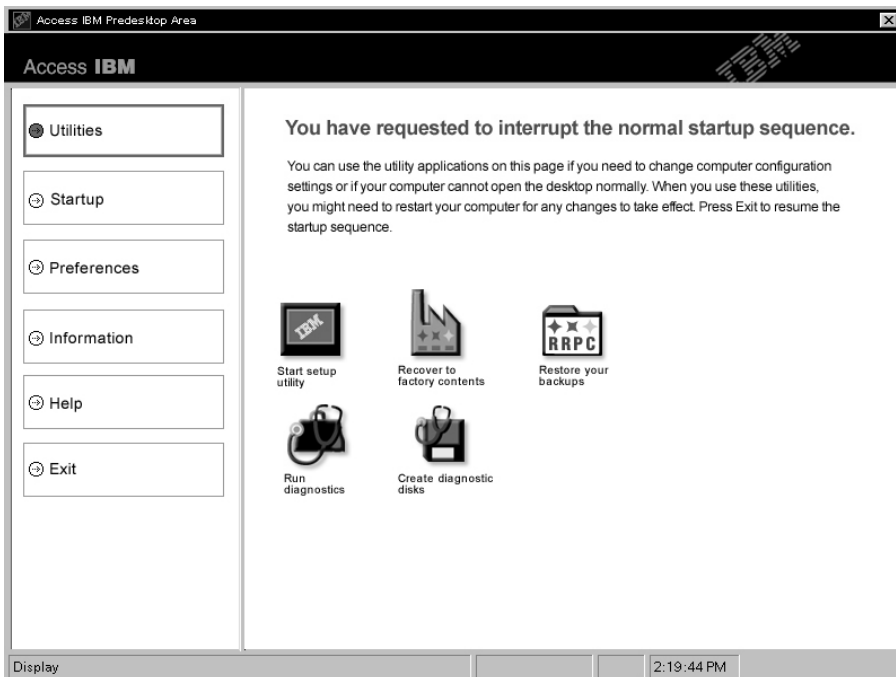 Access IBM Predesktop Area
Access IBM
IBM
Utilities
Startup
Preferences
Information
Help
Exit
You have requested to interrupt the normal startup sequence.
You can use the utility applications on this page if you need to change computer configuration
settings or if your computer cannot open the desktop normally. When you use these utilities,
you might need to restart your computer for any changes to take effect. Press Exit to resume the
startup sequence.
IBM
Start setup
utility
Recover to
factory contents
RRPC
Restore your
backups
Run
diagnostics
Create diagnostic
disks
Display
2:19:44 PM